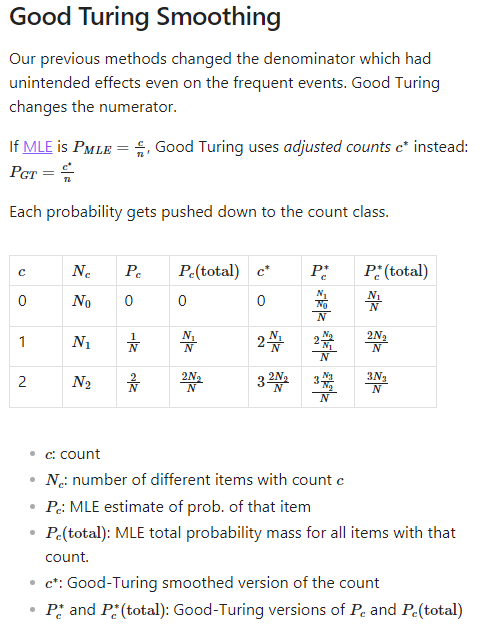 Good Turing Smoothing
Our previous methods changed the denominator which had
unintended effects even on the frequent events. Good Turing
changes the numerator.
If MLE is P_MLE = c/n, Good Turing uses adjusted counts c* instead:
P_GT = c*/n
Each probability gets pushed down to the count class.
c N_c P_c P_c(total) c* P*_c P*_c(total)
0 N_0 0 0 0 (N_1/N_0)/N N_1/N
1 N_1 1/N N_1/N 2 N_1/N (2 N_2/N_1)/N 2N_2/N
2 N_2 2/N 2N_2/N 3 2N_2/N (3 N_3/N_2)/N 3N_3/N
• c: count
• N_c: number of different items with count c
• P_c: MLE estimate of prob. of that item
• P_c(total): MLE total probability mass for all items with that
count.
• c*: Good-Turing smoothed version of the count
• P*_c and P*_c(total): Good-Turing versions of P_c and P_c(total)